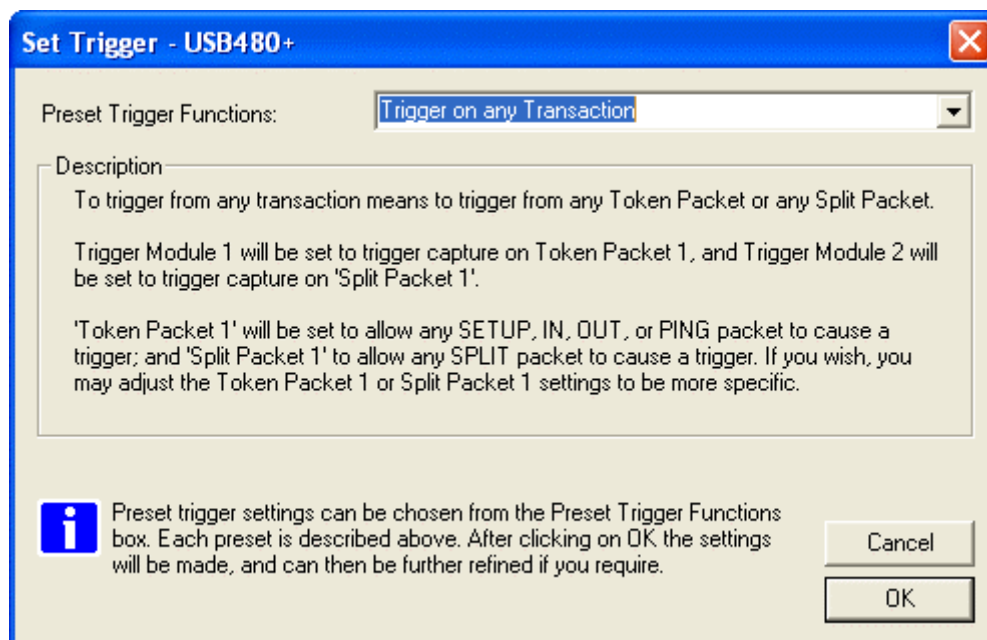 Set Trigger - USB480+
Preset Trigger Functions:
Trigger on any Transaction
Description
To trigger from any transaction means to trigger from any Token Packet or any Split Packet.
Trigger Module 1 will be set to trigger capture on Token Packet 1, and Trigger Module 2 will
be set to trigger capture on 'Split Packet 1'.
'Token Packet 1' will be set to allow any SETUP, IN, OUT, or PING packet to cause a
trigger; and 'Split Packet 1' to allow any SPLIT packet to cause a trigger. If you wish, you
may adjust the Token Packet 1 or Split Packet 1 settings to be more specific.
Preset trigger settings can be chosen from the Preset Trigger Functions
box. Each preset is described above. After clicking on OK the settings
will be made, and can then be further refined if you require.
Cancel
OK